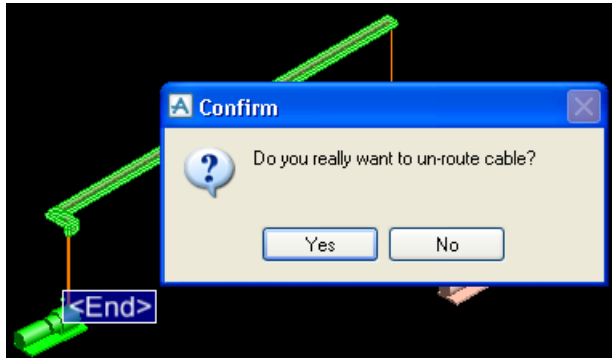 Confirm
Do you really want to un-route cable?
Yes
No
<End>